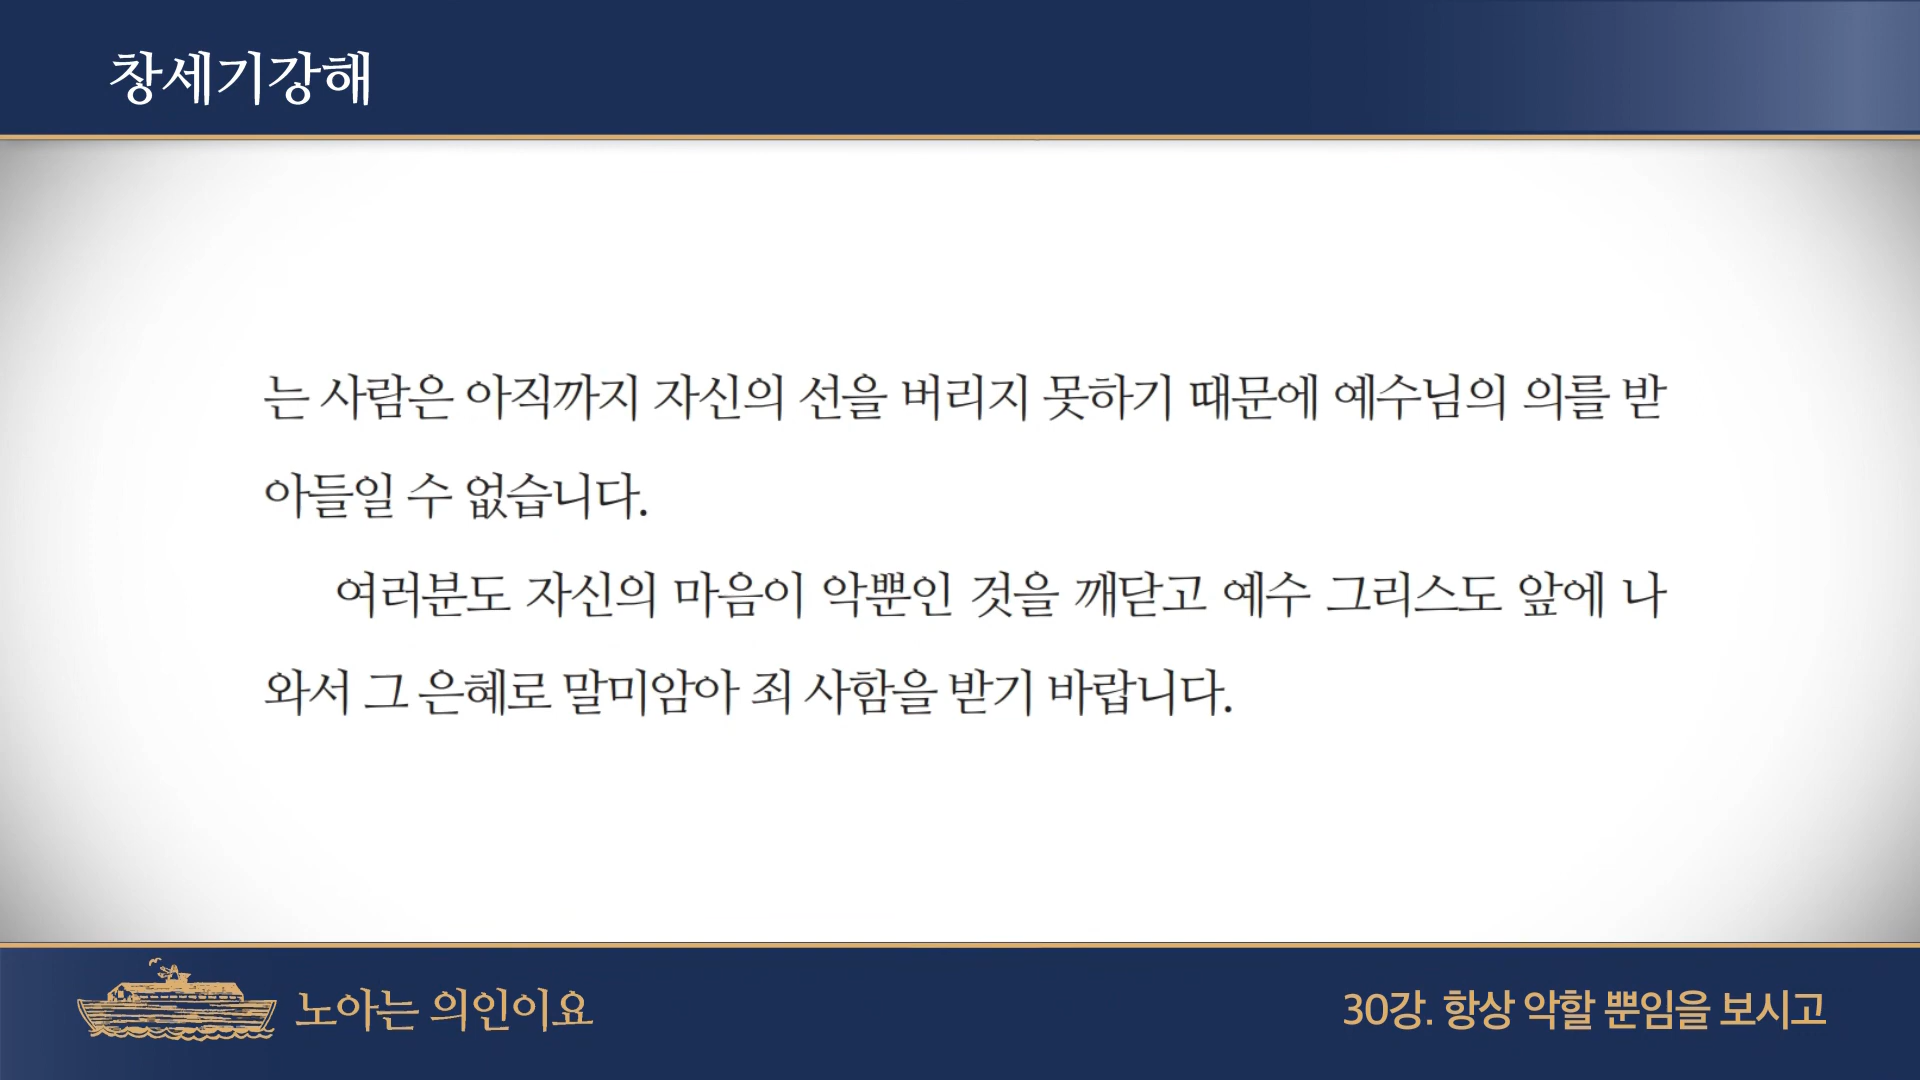 창세기강해
는 사람은 아직까지 자신의 선을 버리지 못하기 때문에 예수님의 의를 받
아들일 수 없습니다.
여러분도 자신의 마음이 악뿐인 것을 깨닫고 예수 그리스도 앞에 나
와서 그 은혜로 말미암아 죄 사함을 받기 바랍니다.
노아는 의인이요
30강. 항상 악할 뿐임을 보시고